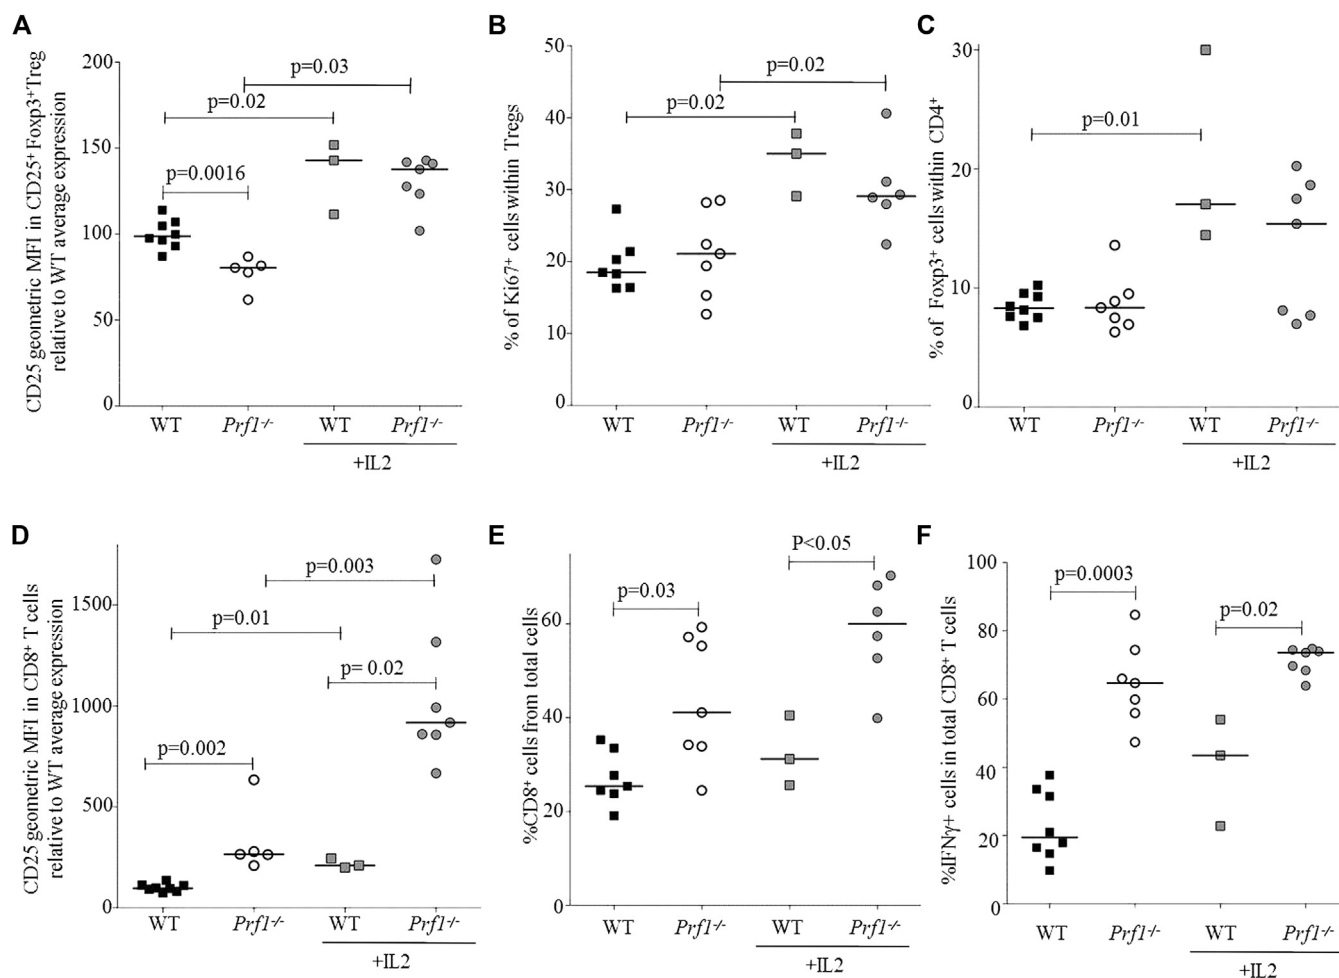 A
CD25 geometric MFI in CD25⁺ Foxp3⁺Treg
relative to WT average expression
200
150
100
50
0
p=0.03
p=0.02
p=0.0016
WT
Prf1⁻/⁻
WT
Prf1⁻/⁻
+IL2
B
% of Ki67⁺ cells within Tregs
50
40
30
20
10
0
p=0.02
p=0.02
WT
Prf1⁻/⁻
WT
Prf1⁻/⁻
+IL2
C
% of Foxp3⁺ cells within CD4⁺
30
20
10
0
p=0.01
WT
Prf1⁻/⁻
WT
Prf1⁻/⁻
+IL2
D
CD25 geometric MFI in CD8⁺ T cells
relative to WT average expression
1500
1000
500
0
p=0.003
p=0.01
p= 0.02
p=0.002
WT
Prf1⁻/⁻
WT
Prf1⁻/⁻
+IL2
E
%CD8⁺ cells from total cells
60
40
20
0
P<0.05
p=0.03
WT
Prf1⁻/⁻
WT
Prf1⁻/⁻
+IL2
F
%IFNγ+ cells in total CD8⁺ T cells
100
80
60
40
20
0
p=0.0003
p=0.02
WT
Prf1⁻/⁻
WT
Prf1⁻/⁻
+IL2